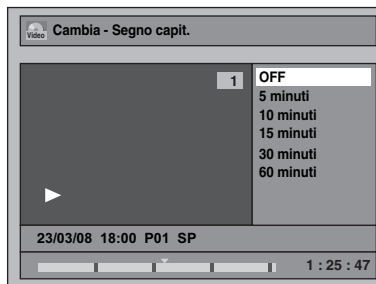 Video Cambia - Segno capit.
1
OFF
5 minuti
10 minuti
15 minuti
30 minuti
60 minuti
23/03/08 18:00 P01 SP
1 : 25 : 47